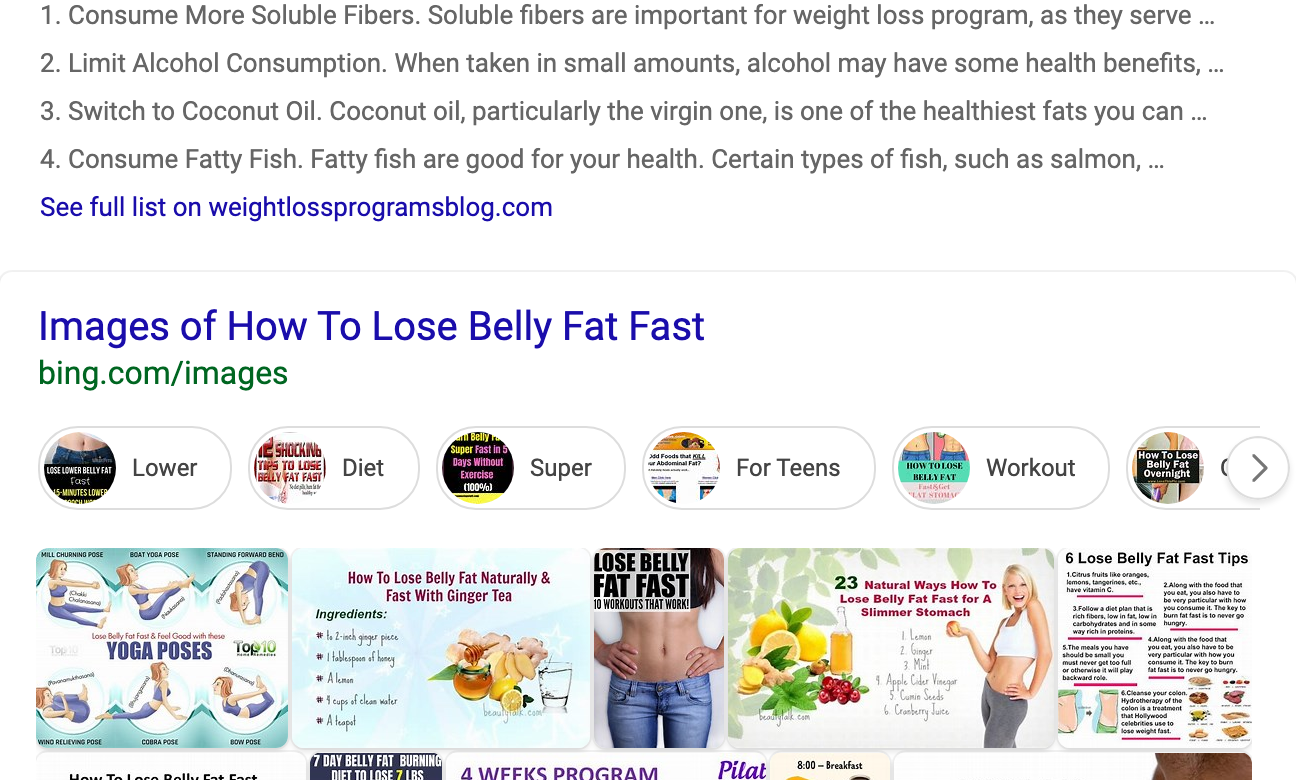 1. Consume More Soluble Fibers. Soluble fibers are important for weight loss program, as they serve ...
2. Limit Alcohol Consumption. When taken in small amounts, alcohol may have some health benefits, ...
3. Switch to Coconut Oil. Coconut oil, particularly the virgin one, is one of the healthiest fats you can ...
4. Consume Fatty Fish. Fatty fish are good for your health. Certain types of fish, such as salmon, ...
See full list on weightlossprogramsblog.com
Images of How To Lose Belly Fat Fast
bing.com/images
LOSE LOWER BELLY FAT
Fast
Lower
12 SHOCKING
TIPS TO LOSE
BELLY FAT FAST
Diet
Super Fast in 5
Days Without
Exercise
(100%)
Super
Odd Foods that KILL
For Teens
HOW TO LOSE
BELLY FAT
Fast&Get
Workout
How To Lose
Belly Fat
Overnight
MILL CHURNING POSE
BOAT YOGA POSE
STANDING FORWARD BEND
(Chakki
Chalanasana)
(Naukasana)
Lose Belly Fat Fast & Feel Good with these
YOGA POSES
Top10
Home Remedies
WIND RELIEVING POSE
COBRA POSE
BOW POSE
How To Lose Belly Fat Naturally &
Fast With Ginger Tea
Ingredients:
# to 2-inch ginger piece
# 1 tablespoon of honey
# A lemon
# 4 cups of clean water
# A teapot
beautytalk.com
LOSE BELLY
FAT FAST
10 WORKOUTS THAT WORK!
23 Natural Ways How To
Lose Belly Fat Fast for A
Slimmer Stomach
1. Lemon
2. Ginger
3. Mint
4. Apple Cider Vinegar
5. Cumin Seeds
6. Cranberry Juice
beautytalk.com
6 Lose Belly Fat Fast Tips
1.Citrus fruits like oranges,
lemons, tangerines, etc.,
have vitamin C.
2.Along with the food that
you eat, you also have to
be very particular with how
you consume it. The key to
burn fat fast is to never go
hungry.
3.Follow a diet plan that is
rich fibers, low in fat, low in
carbohydrates and in some
way rich in proteins.
4.Along with the food that
you eat, you also have to be
very particular with how you
consume it. The key to burn
fat fast is to never go hungry.
5.The meals you have
should be small you
must never get too full
or otherwise it will play
backward role.
6.Cleanse your colon.
Hydrotherapy of the
colon is a treatment
that Hollywood
celebrities use to
lose weight fast.
How To Lose Belly Fat Fast
7 DAY BELLY FAT BURNING
DIET TO LOSE 7 LBS
4 WEEKS PROGRAM
Pilat
8:00 – Breakfast